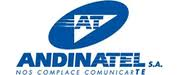 AT
ANDINATEL S.A.
NOS COMPLACE COMUNICARTE